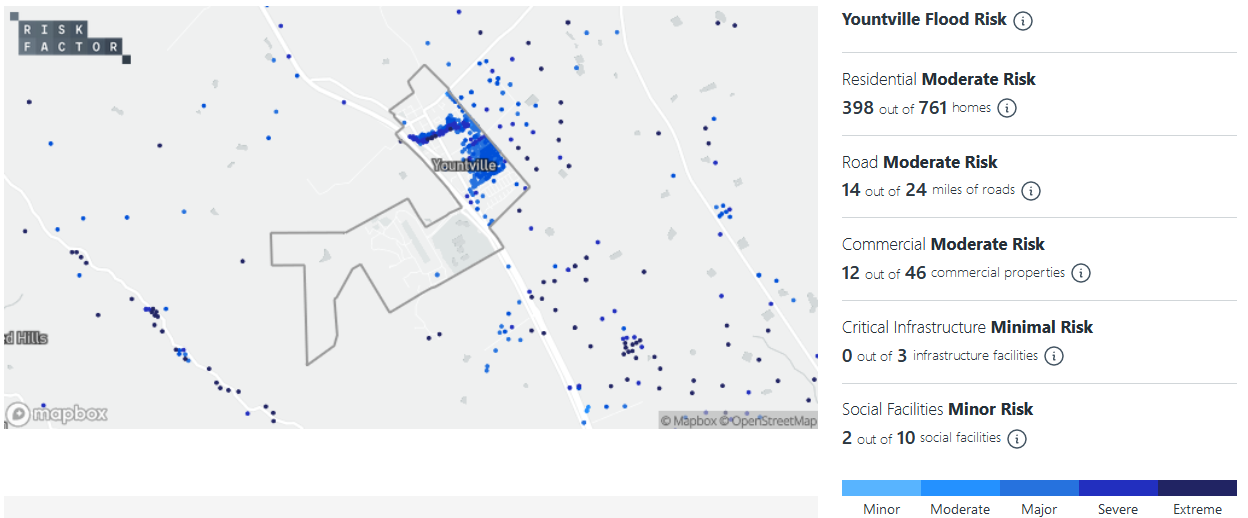 RISK
FACTOR
Yountville
d Hills
mapbox
© Mapbox © OpenStreetMap
Yountville Flood Risk
Residential Moderate Risk
398 out of 761 homes
Road Moderate Risk
14 out of 24 miles of roads
Commercial Moderate Risk
12 out of 46 commercial properties
Critical Infrastructure Minimal Risk
0 out of 3 infrastructure facilities
Social Facilities Minor Risk
2 out of 10 social facilities
Minor Moderate Major Severe Extreme